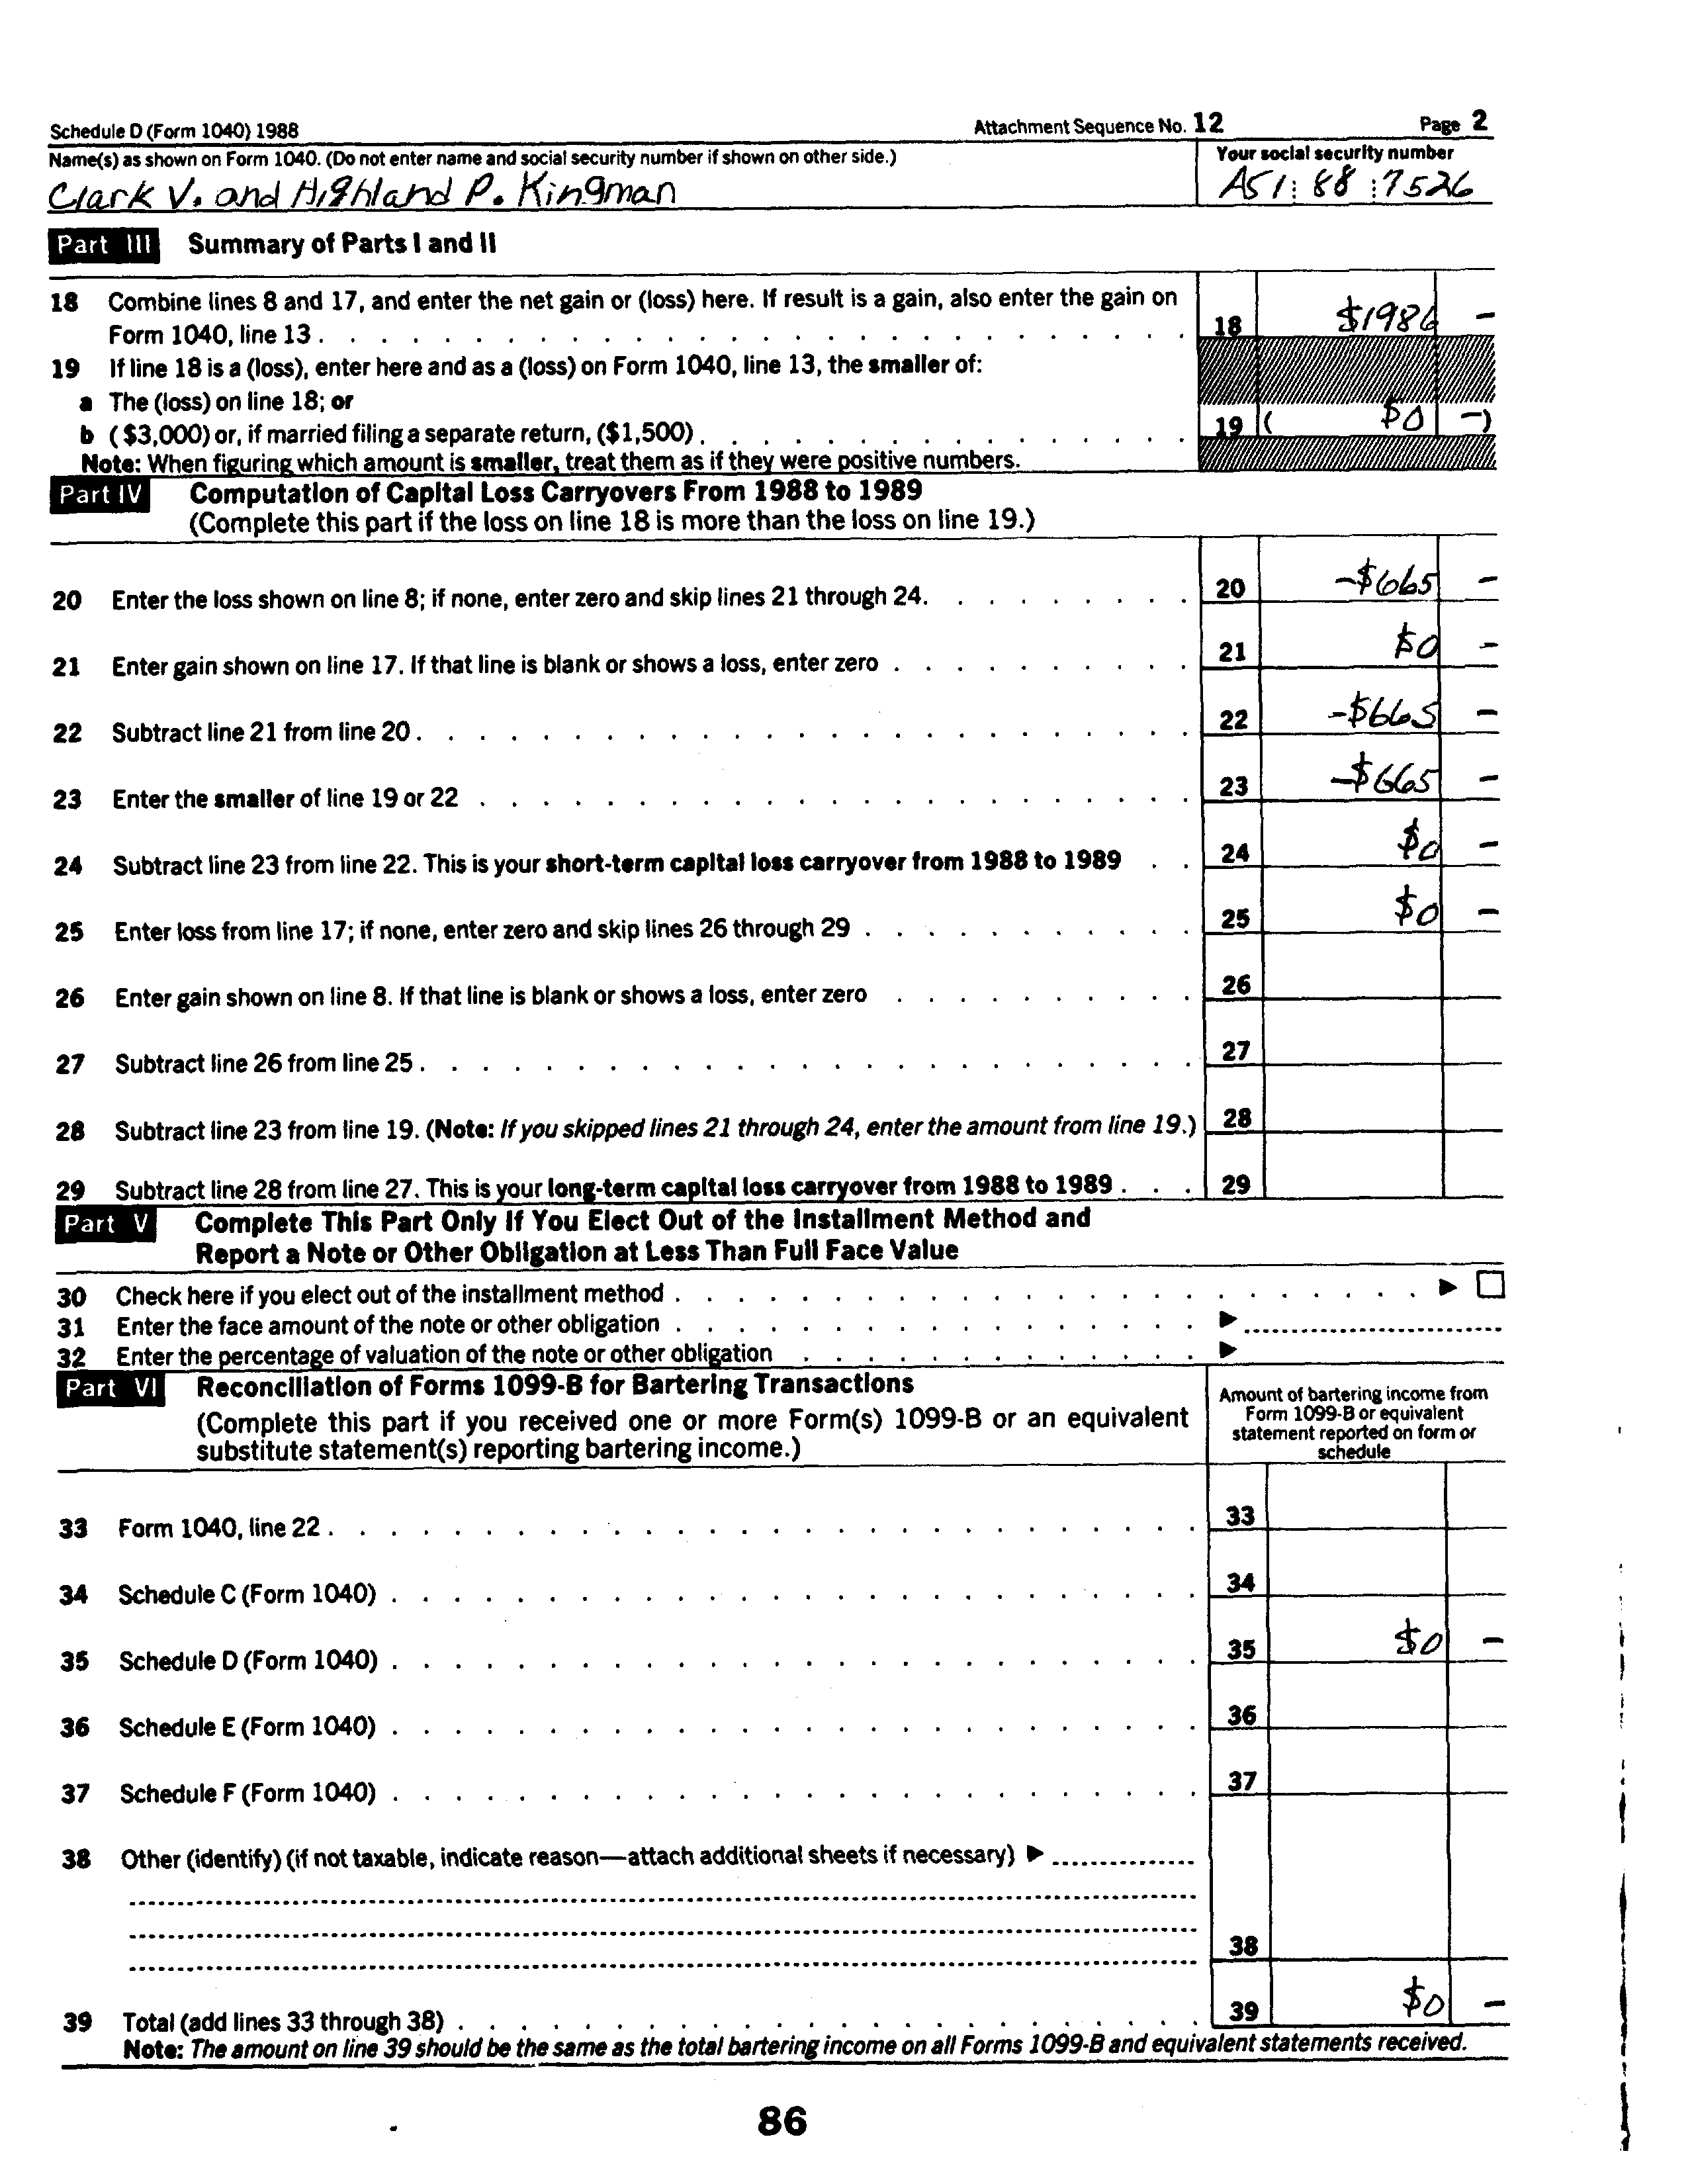 Schedule D (Form 1040) 1988 Attachment Sequence No. 12 Page 2
Name(s) as shown on Form 1040. (Do not enter name and social security number if shown on other side.) Your social security number
Clark V. and Highland P. Kingman A51 88 7526
Part III Summary of Parts I and II
18 Combine lines 8 and 17, and enter the net gain or (loss) here. If result is a gain, also enter the gain on
Form 1040, line 13 . . . . . . . . . . . . . . . . . . . . . . . . . . . 18 $1986 -
19 If line 18 is a (loss), enter here and as a (loss) on Form 1040, line 13, the smaller of:
a The (loss) on line 18; or
b ($3,000) or, if married filing a separate return, ($1,500) . . . . . . . . . . . . . . . 19 ( $0 -)
Note: When figuring which amount is smaller, treat them as if they were positive numbers.
Part IV Computation of Capital Loss Carryovers From 1988 to 1989
(Complete this part if the loss on line 18 is more than the loss on line 19.)
20 Enter the loss shown on line 8; if none, enter zero and skip lines 21 through 24. . . . . . . . . 20 -$665 -
21 Enter gain shown on line 17. If that line is blank or shows a loss, enter zero . . . . . . . . . . 21 $0 -
22 Subtract line 21 from line 20 . . . . . . . . . . . . . . . . . . . . . . . . . 22 -$665 -
23 Enter the smaller of line 19 or 22 . . . . . . . . . . . . . . . . . . . . . . . 23 -$665 -
24 Subtract line 23 from line 22. This is your short-term capital loss carryover from 1988 to 1989 . . 24 $0 -
25 Enter loss from line 17; if none, enter zero and skip lines 26 through 29 . . . . . . . . . . . 25 $0 -
26 Enter gain shown on line 8. If that line is blank or shows a loss, enter zero . . . . . . . . . . 26
27 Subtract line 26 from line 25 . . . . . . . . . . . . . . . . . . . . . . . . . 27
28 Subtract line 23 from line 19. (Note: If you skipped lines 21 through 24, enter the amount from line 19.) 28
29 Subtract line 28 from line 27. This is your long-term capital loss carryover from 1988 to 1989 . . . 29
Part V Complete This Part Only If You Elect Out of the Installment Method and
Report a Note or Other Obligation at Less Than Full Face Value
30 Check here if you elect out of the installment method . . . . . . . . . . . . . . . . . . . . . . . . ▶ □
31 Enter the face amount of the note or other obligation . . . . . . . . . . . . . . . . . ▶
32 Enter the percentage of valuation of the note or other obligation . . . . . . . . . . . . . ▶
Part VI Reconciliation of Forms 1099-B for Bartering Transactions
(Complete this part if you received one or more Form(s) 1099-B or an equivalent
substitute statement(s) reporting bartering income.)
Amount of bartering income from
Form 1099-B or equivalent
statement reported on form or
schedule
33 Form 1040, line 22 . . . . . . . . . . . . . . . . . . . . . . . . . . . . 33
34 Schedule C (Form 1040) . . . . . . . . . . . . . . . . . . . . . . . . . . 34
35 Schedule D (Form 1040) . . . . . . . . . . . . . . . . . . . . . . . . . . 35 $0 -
36 Schedule E (Form 1040) . . . . . . . . . . . . . . . . . . . . . . . . . . 36
37 Schedule F (Form 1040) . . . . . . . . . . . . . . . . . . . . . . . . . . 37
38 Other (identify) (if not taxable, indicate reason—attach additional sheets if necessary) ▶
38
39 Total (add lines 33 through 38) . . . . . . . . . . . . . . . . . . . . . . . . 39 $0 -
Note: The amount on line 39 should be the same as the total bartering income on all Forms 1099-B and equivalent statements received.
86